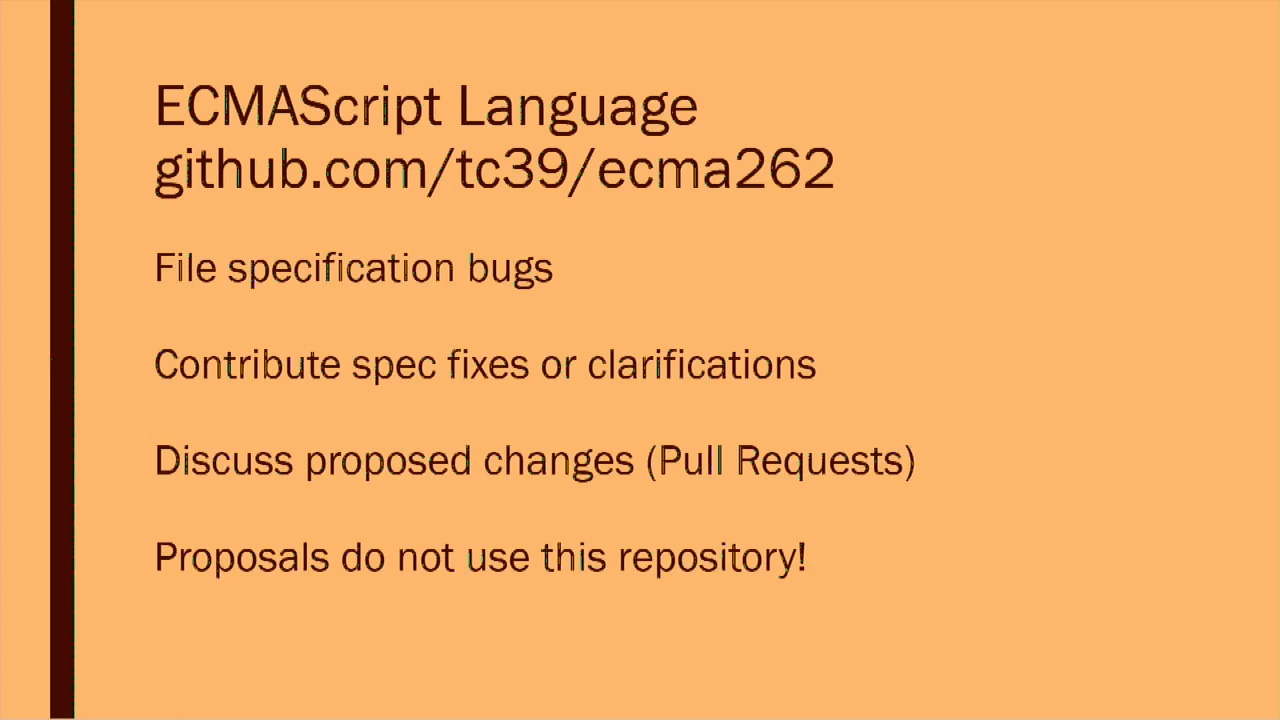 ECMAScript Language
github.com/tc39/ecma262
File specification bugs
Contribute spec fixes or clarifications
Discuss proposed changes (Pull Requests)
Proposals do not use this repository!